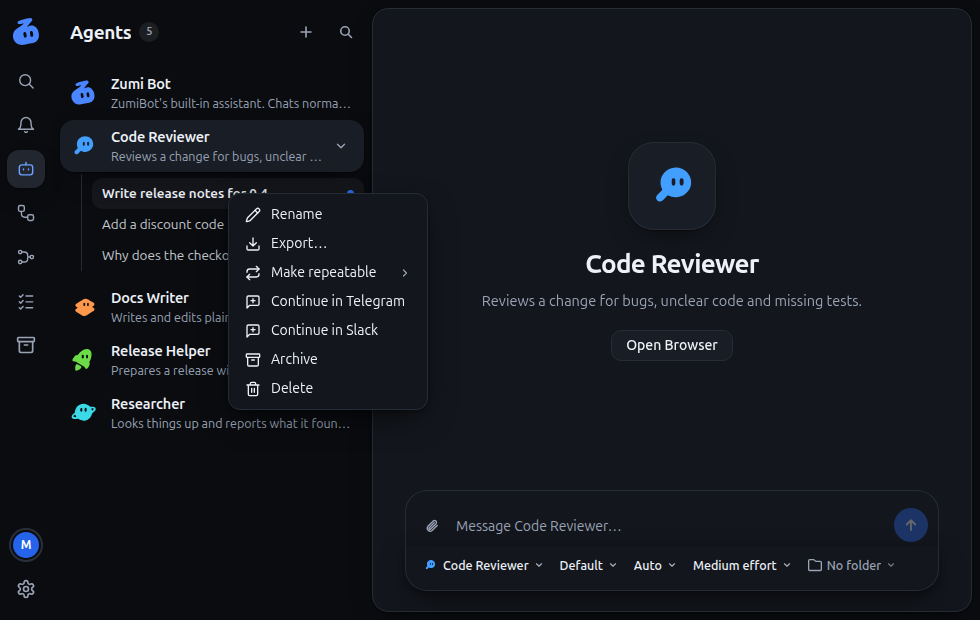 Agents 5
Zumi Bot
ZumiBot's built-in assistant. Chats norma…
Code Reviewer
Reviews a change for bugs, unclear …
Write release notes for 0.4
Add a discount code
Why does the checko
Docs Writer
Writes and edits plain
Release Helper
Prepares a release wi
Researcher
Looks things up and reports what it foun…
Rename
Export…
Make repeatable
Continue in Telegram
Continue in Slack
Archive
Delete
M
Code Reviewer
Reviews a change for bugs, unclear code and missing tests.
Open Browser
Message Code Reviewer…
Code Reviewer Default Auto Medium effort No folder